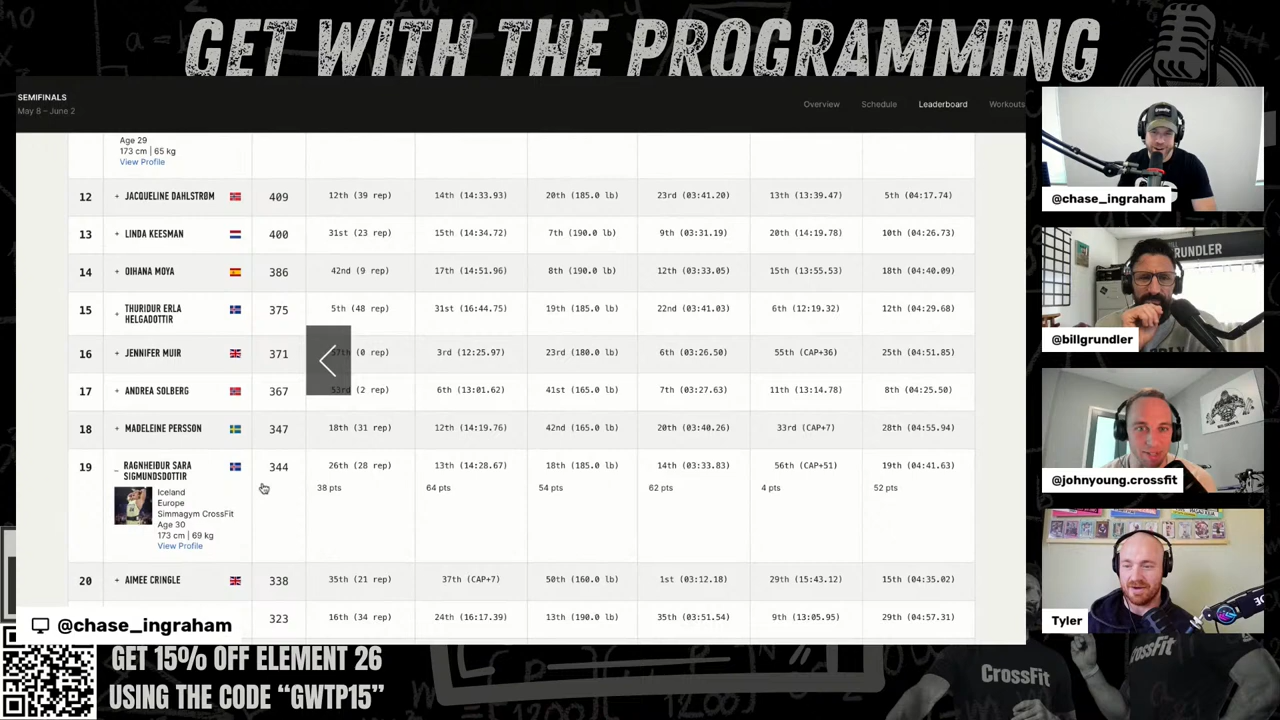 GET WITH THE PROGRAMMING
SEMIFINALS
May 8 – June 2
Overview Schedule Leaderboard Workouts
Age 29
173 cm | 65 kg
View Profile
12 + JACQUELINE DAHLSTRØM 409 12th (39 rep) 14th (14:33.93) 20th (185.0 lb) 23rd (03:41.20) 13th (13:39.47) 5th (04:17.74)
13 + LINDA KEESMAN 400 31st (23 rep) 15th (14:34.72) 7th (190.0 lb) 9th (03:31.19) 20th (14:19.78) 10th (04:26.73)
14 + OIHANA MOYA 386 42nd (9 rep) 17th (14:51.96) 8th (190.0 lb) 12th (03:33.05) 15th (13:55.53) 18th (04:40.09)
15 + THURIDUR ERLA HELGADOTTIR 375 5th (48 rep) 31st (16:44.75) 19th (185.0 lb) 22nd (03:41.03) 6th (12:19.32) 12th (04:29.68)
16 + JENNIFER MUIR 371 57th (0 rep) 3rd (12:25.97) 23rd (180.0 lb) 6th (03:26.50) 55th (CAP+36) 25th (04:51.85)
17 + ANDREA SOLBERG 367 53rd (2 rep) 6th (13:01.62) 41st (165.0 lb) 7th (03:27.63) 11th (13:14.78) 8th (04:25.50)
18 + MADELEINE PERSSON 347 18th (31 rep) 12th (14:19.76) 42nd (165.0 lb) 20th (03:40.26) 33rd (CAP+7) 28th (04:55.94)
19 – RAGNHEIÐUR SARA SIGMUNDSDOTTIR 344 26th (28 rep) 13th (14:28.67) 18th (185.0 lb) 14th (03:33.83) 56th (CAP+51) 19th (04:41.63)
38 pts 64 pts 54 pts 62 pts 4 pts 52 pts
Iceland
Europe
Simmagym CrossFit
Age 30
173 cm | 69 kg
View Profile
20 + AIMEE CRINGLE 338 35th (21 rep) 37th (CAP+7) 50th (160.0 lb) 1st (03:12.18) 29th (15:43.12) 15th (04:35.02)
323 16th (34 rep) 24th (16:17.39) 13th (190.0 lb) 35th (03:51.54) 9th (13:05.95) 29th (04:57.31)
@chase_ingraham
GET 15% OFF ELEMENT 26
USING THE CODE “GWTP15”
@chase_ingraham
GRUNDLER
@billgrundler
@johnyoung.crossfit
Tyler
CrossFit